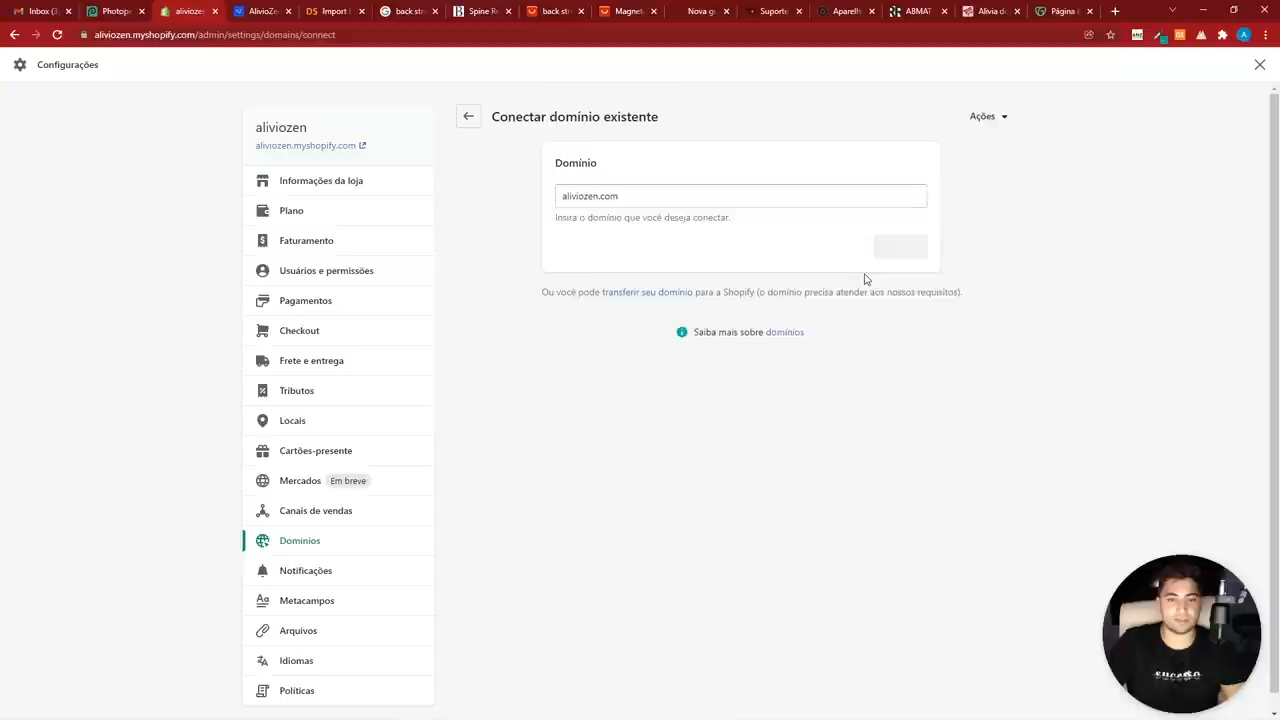 Inbox (3)
Photop
aliviozen
AlivioZen
Import
back str
Spine Re
back str
Magnet
Nova g
Suporte
Aparelh
ABMAT
Alivia d
Página
aliviozen.myshopify.com/admin/settings/domains/connect
Configurações
aliviozen
aliviozen.myshopify.com
Informações da loja
Plano
Faturamento
Usuários e permissões
Pagamentos
Checkout
Frete e entrega
Tributos
Locais
Cartões-presente
Mercados Em breve
Canais de vendas
Domínios
Notificações
Metacampos
Arquivos
Idiomas
Políticas
Conectar domínio existente
Ações
Domínio
aliviozen.com
Insira o domínio que você deseja conectar.
Ou você pode transferir seu domínio para a Shopify (o domínio precisa atender aos nossos requisitos).
Saiba mais sobre domínios